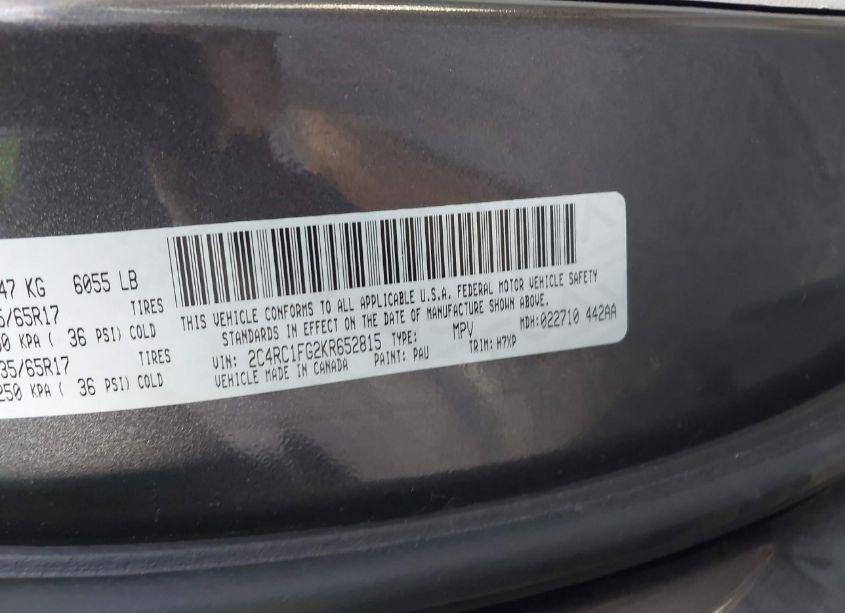 47 KG 6055 LB
5/65R17 TIRES
50 KPA ( 36 PSI) COLD
35/65R17 TIRES
250 KPA ( 36 PSI) COLD
THIS VEHICLE CONFORMS TO ALL APPLICABLE U.S.A. FEDERAL MOTOR VEHICLE SAFETY
STANDARDS IN EFFECT ON THE DATE OF MANUFACTURE SHOWN ABOVE.
VIN: 2C4RC1FG2KR652815 TYPE: MPV MDH:022710 442AA
VEHICLE MADE IN CANADA PAINT: PAU TRIM: H7XP